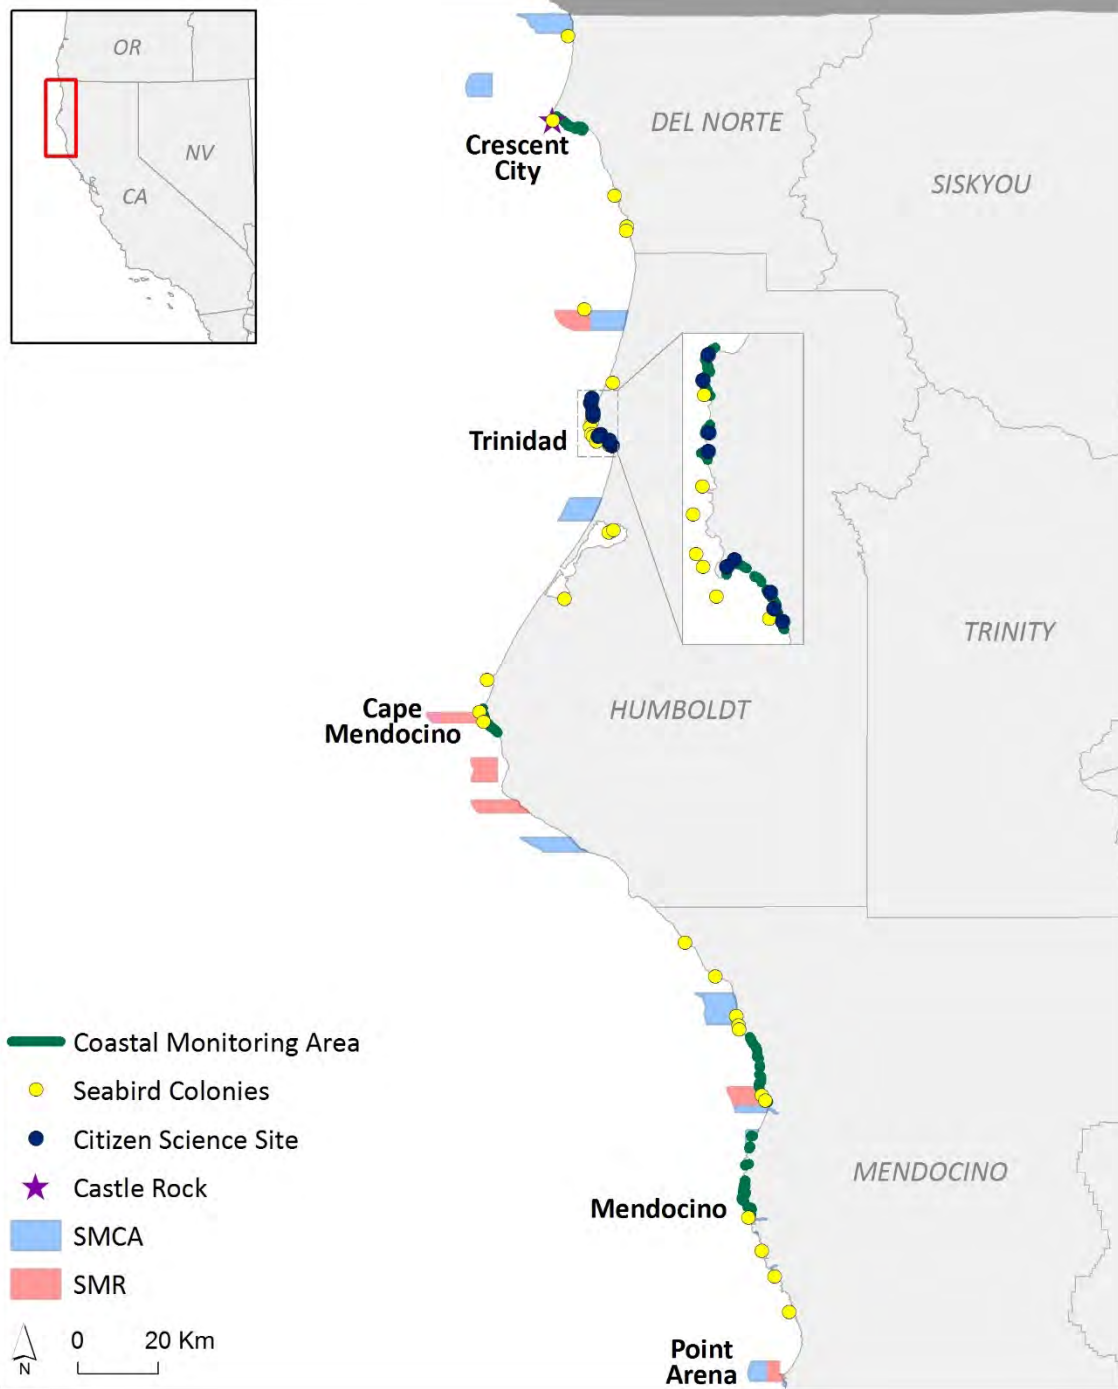 OR
NV
CA
DEL NORTE
SISKYOU
Crescent
City
Trinidad
TRINITY
Cape
Mendocino
HUMBOLDT
Coastal Monitoring Area
Seabird Colonies
Citizen Science Site
Castle Rock
SMCA
SMR
MENDOCINO
Mendocino
Point
Arena
N
0 20 Km